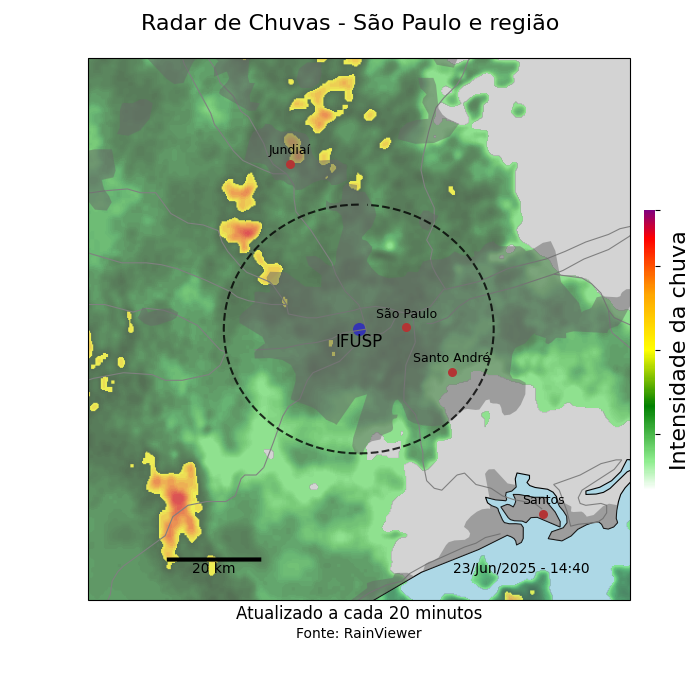 Radar de Chuvas - São Paulo e região
Jundiaí
São Paulo
IFUSP
Santo André
Santos
20 km
23/Jun/2025 - 14:40
Intensidade da chuva
Atualizado a cada 20 minutos
Fonte: RainViewer